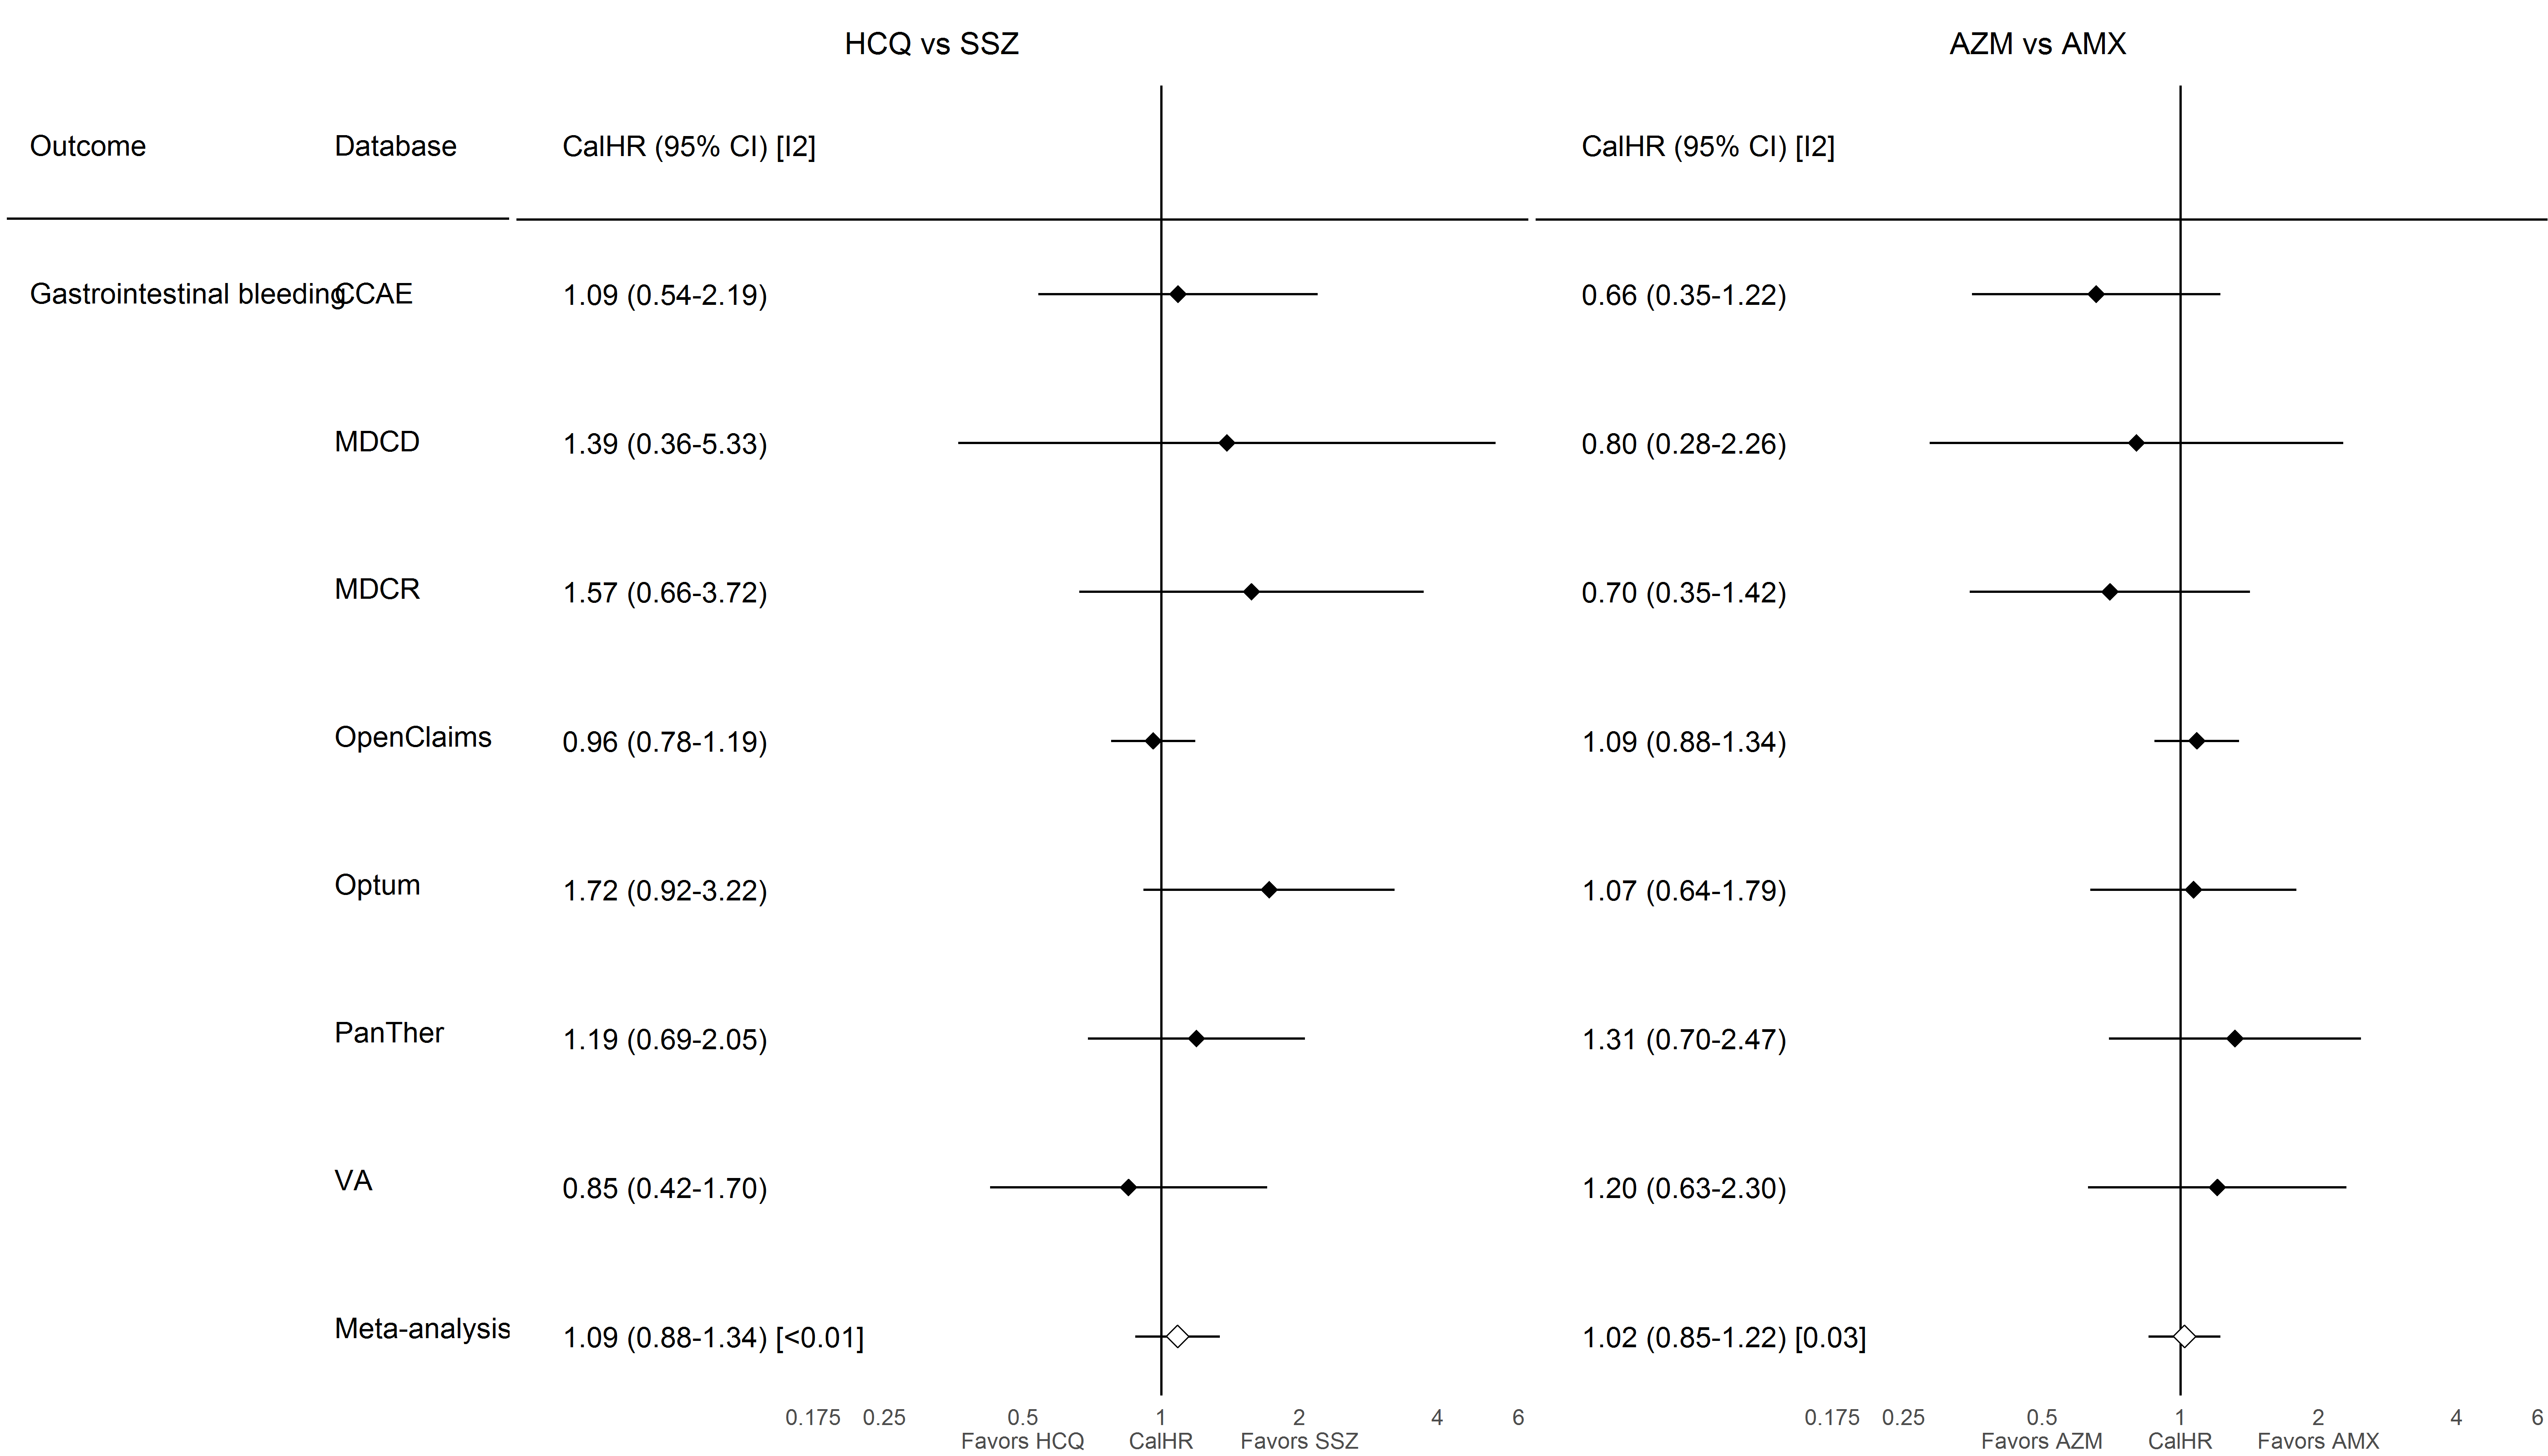 HCQ vs SSZ AZM vs AMX
Outcome Database CalHR (95% CI) [I2] CalHR (95% CI) [I2]
Gastrointestinal bleeding CCAE 1.09 (0.54-2.19) 0.66 (0.35-1.22)
MDCD 1.39 (0.36-5.33) 0.80 (0.28-2.26)
MDCR 1.57 (0.66-3.72) 0.70 (0.35-1.42)
OpenClaims 0.96 (0.78-1.19) 1.09 (0.88-1.34)
Optum 1.72 (0.92-3.22) 1.07 (0.64-1.79)
PanTher 1.19 (0.69-2.05) 1.31 (0.70-2.47)
VA 0.85 (0.42-1.70) 1.20 (0.63-2.30)
Meta-analysis 1.09 (0.88-1.34) [<0.01] 1.02 (0.85-1.22) [0.03]
0.175 0.25 0.5 1 2 4 6 0.175 0.25 0.5 1 2 4 6
Favors HCQ CalHR Favors SSZ Favors AZM CalHR Favors AMX